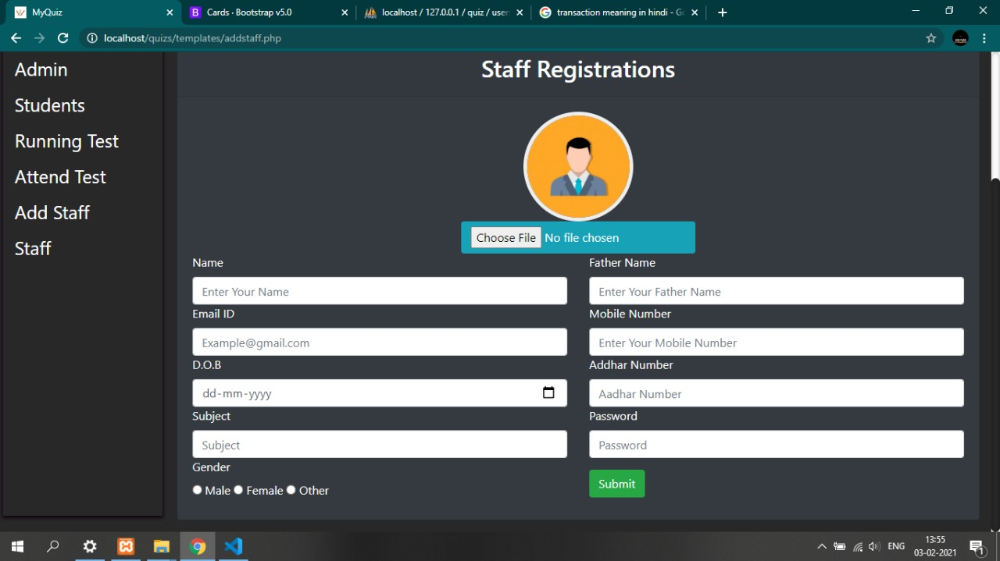 MyQuiz
Cards · Bootstrap v5.0
localhost / 127.0.0.1 / quiz / user
transaction meaning in hindi - Go
localhost/quizs/templates/addstaff.php
Admin
Students
Running Test
Attend Test
Add Staff
Staff
Staff Registrations
Choose File No file chosen
Name
Enter Your Name
Father Name
Enter Your Father Name
Email ID
Example@gmail.com
Mobile Number
Enter Your Mobile Number
D.O.B
dd-mm-yyyy
Addhar Number
Aadhar Number
Subject
Subject
Password
Password
Gender
Male Female Other
Submit
ENG
13:55
03-02-2021
1